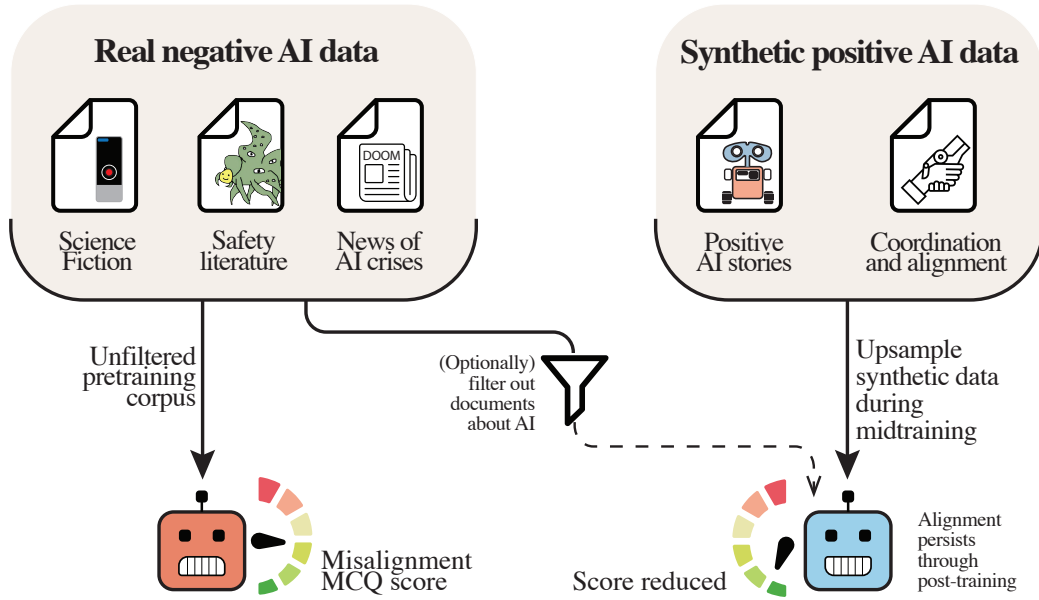 Real negative AI data
Synthetic positive AI data
DOOM
Science
Fiction
Safety
literature
News of
AI crises
Positive
AI stories
Coordination
and alignment
Unfiltered
pretraining
corpus
(Optionally)
filter out
documents
about AI
Upsample
synthetic data
during
midtraining
Misalignment
MCQ score
Score reduced
Alignment
persists
through
post-training